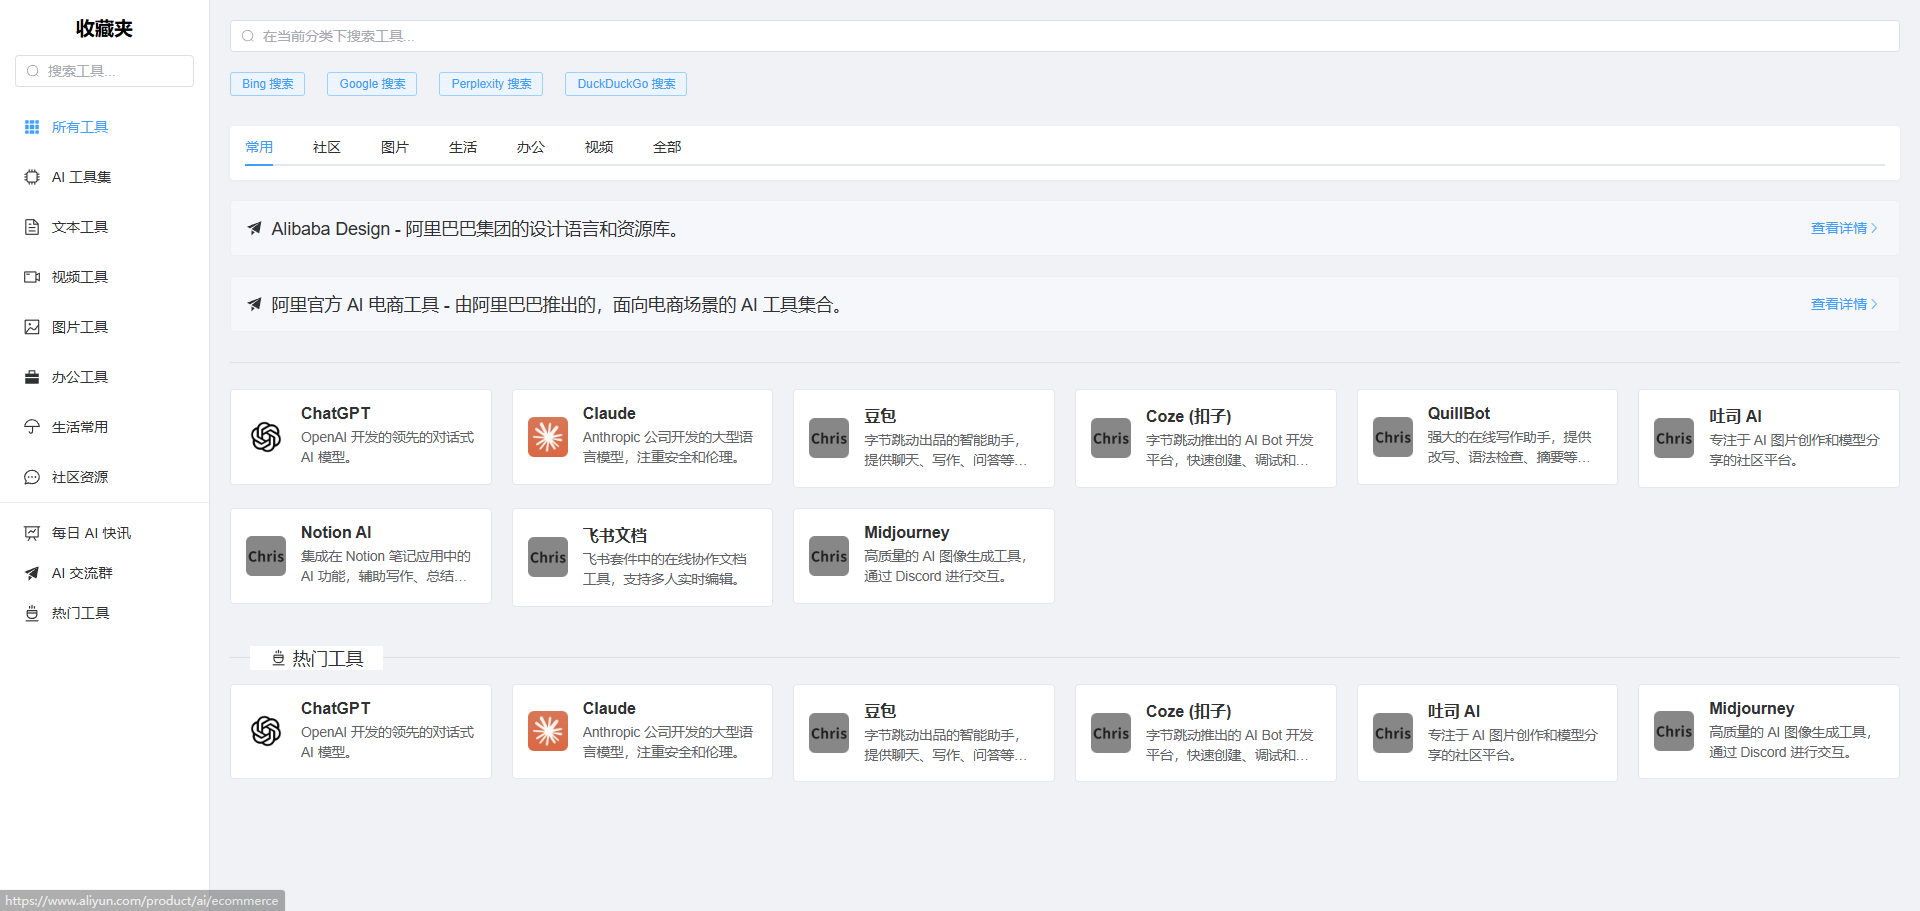 收藏夹
搜索工具...
所有工具
AI 工具集
文本工具
视频工具
图片工具
办公工具
生活常用
社区资源
每日 AI 快讯
AI 交流群
热门工具
在当前分类下搜索工具...
Bing 搜索
Google 搜索
Perplexity 搜索
DuckDuckGo 搜索
常用 社区 图片 生活 办公 视频 全部
Alibaba Design - 阿里巴巴集团的设计语言和资源库。
查看详情
阿里官方 AI 电商工具 - 由阿里巴巴推出的，面向电商场景的 AI 工具集合。
查看详情
ChatGPT
OpenAI 开发的领先的对话式
AI 模型。
Claude
Anthropic 公司开发的大型语
言模型，注重安全和伦理。
Chris
豆包
字节跳动出品的智能助手，
提供聊天、写作、问答等...
Chris
Coze (扣子)
字节跳动推出的 AI Bot 开发
平台，快速创建、调试和...
Chris
QuillBot
强大的在线写作助手，提供
改写、语法检查、摘要等...
Chris
吐司 AI
专注于 AI 图片创作和模型分
享的社区平台。
Chris
Notion AI
集成在 Notion 笔记应用中的
AI 功能，辅助写作、总结...
Chris
飞书文档
飞书套件中的在线协作文档
工具，支持多人实时编辑。
Chris
Midjourney
高质量的 AI 图像生成工具，
通过 Discord 进行交互。
热门工具
ChatGPT
OpenAI 开发的领先的对话式
AI 模型。
Claude
Anthropic 公司开发的大型语
言模型，注重安全和伦理。
Chris
豆包
字节跳动出品的智能助手，
提供聊天、写作、问答等...
Chris
Coze (扣子)
字节跳动推出的 AI Bot 开发
平台，快速创建、调试和...
Chris
吐司 AI
专注于 AI 图片创作和模型分
享的社区平台。
Chris
Midjourney
高质量的 AI 图像生成工具，
通过 Discord 进行交互。
https://www.aliyun.com/product/ai/ecommerce